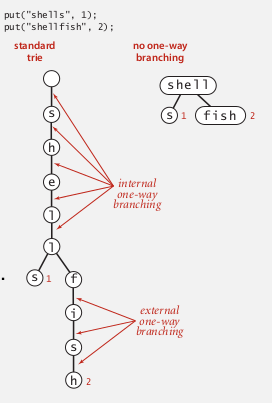 put("shells", 1);
put("shellfish", 2);
standard
trie
no one-way
branching
shell
s 1
fish 2
s
h
e
l
l
internal
one-way
branching
s 1
f
i
s
h 2
external
one-way
branching